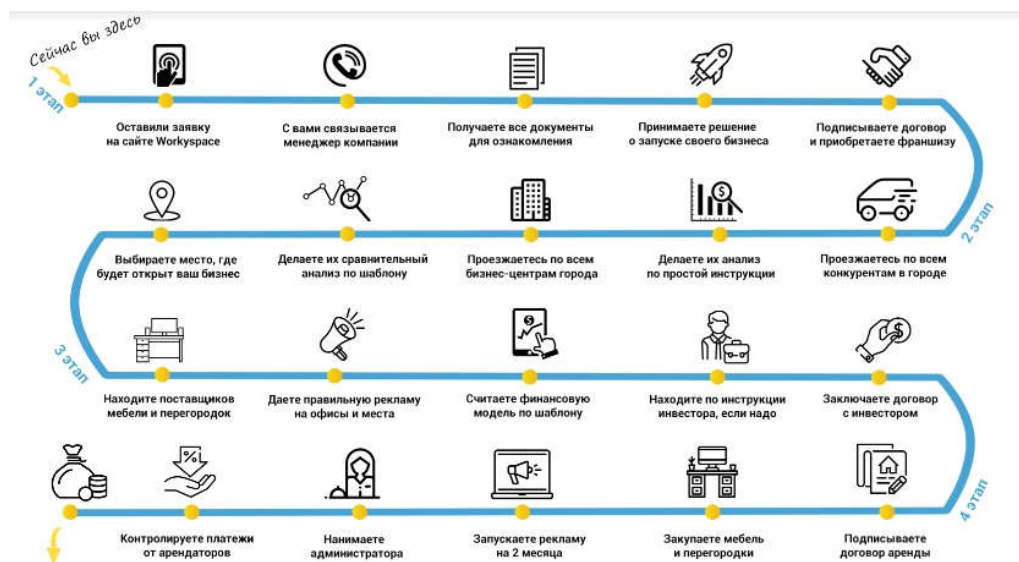 Сейчас вы здесь
1 этап
Оставили заявку
на сайте Workyspace
С вами связывается
менеджер компании
Получаете все документы
для ознакомления
Принимаете решение
о запуске своего бизнеса
Подписываете договор
и приобретаете франшизу
2 этап
Выбираете место, где
будет открыт ваш бизнес
Делаете их сравнительный
анализ по шаблону
Проезжаетесь по всем
бизнес-центрам города
Делаете их анализ
по простой инструкции
Проезжаетесь по всем
конкурентам в городе
3 этап
Находите поставщиков
мебели и перегородок
Даете правильную рекламу
на офисы и места
Считаете финансовую
модель по шаблону
Находите по инструкции
инвестора, если надо
Заключаете договор
с инвестором
4 этап
Контролируете платежи
от арендаторов
Нанимаете
администратора
Запускаете рекламу
на 2 месяца
Закупаете мебель
и перегородки
Подписываете
договор аренды